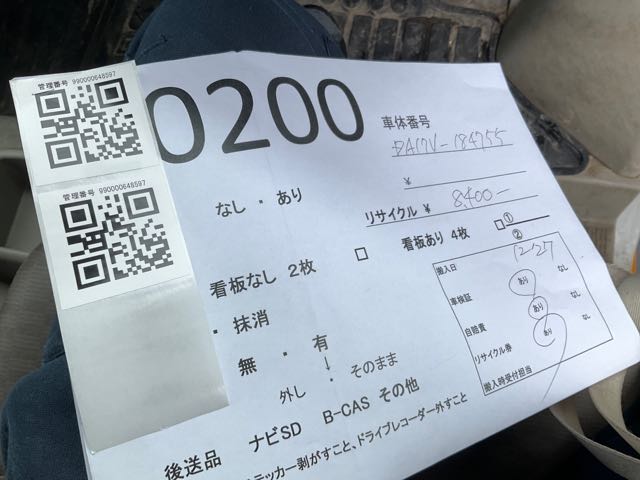 管理番号 990000648597
管理番号 990000648597
0200
車体番号
DA17V-184755
¥
リサイクル ¥ 8,400-
なし ・ あり
看板なし 2枚 □ 看板あり 4枚 □ ①
②
・ 抹消
無 ・ 有
↓
外し ・ そのまま
後送品 ナビSD B-CAS その他
テッカー剥がすこと、ドライブレコーダー外すこと
搬入日 12-27
車検証 あり なし
自賠責 あり なし
リサイクル券 あり なし
搬入時受付担当